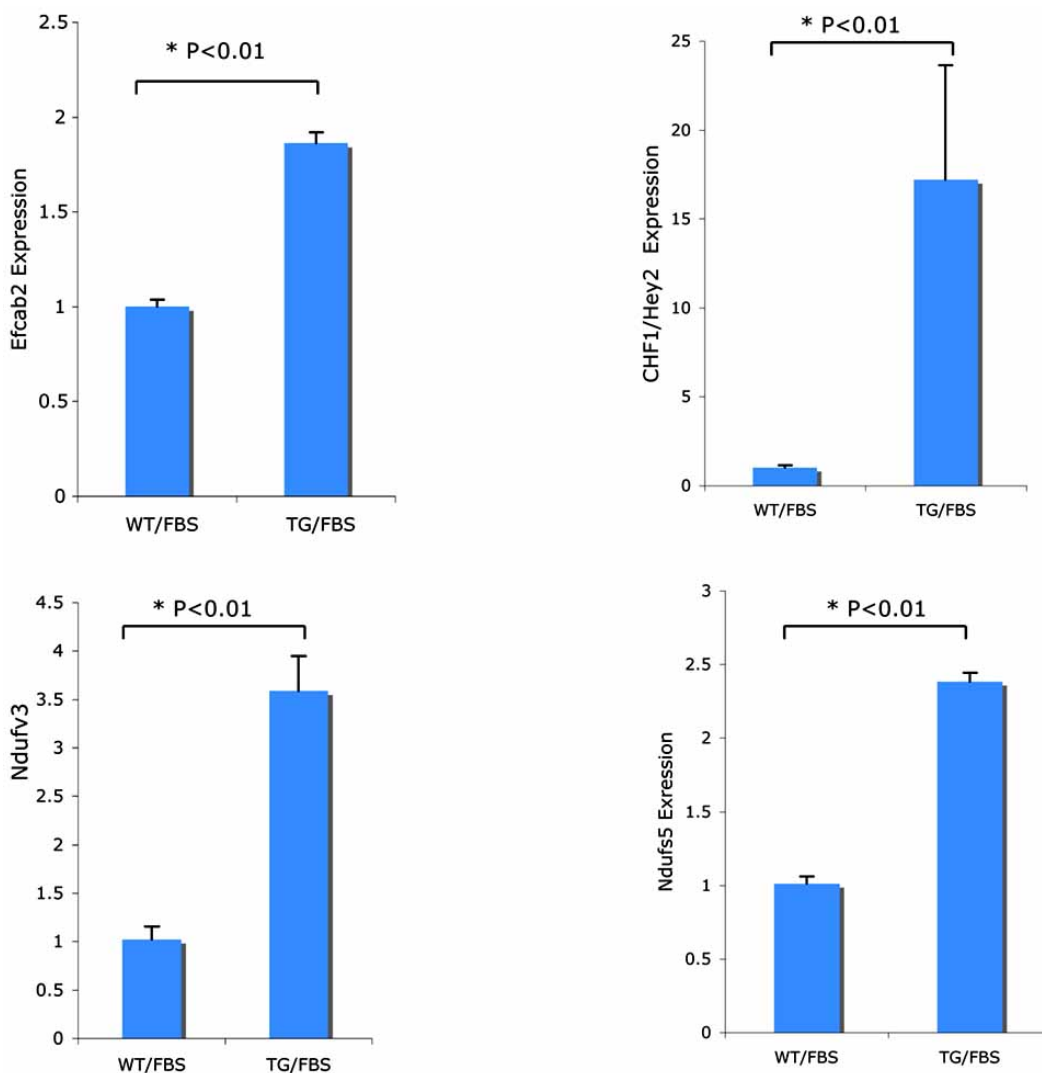 * P<0.01
2.5
2
1.5
1
0.5
0
Efcab2 Expression
WT/FBS TG/FBS
* P<0.01
25
20
15
10
5
0
CHF1/Hey2 Expression
WT/FBS TG/FBS
* P<0.01
4.5
4
3.5
3
2.5
2
1.5
1
0.5
0
Ndufv3
WT/FBS TG/FBS
* P<0.01
3
2.5
2
1.5
1
0.5
0
Ndufs5 Exression
WT/FBS TG/FBS